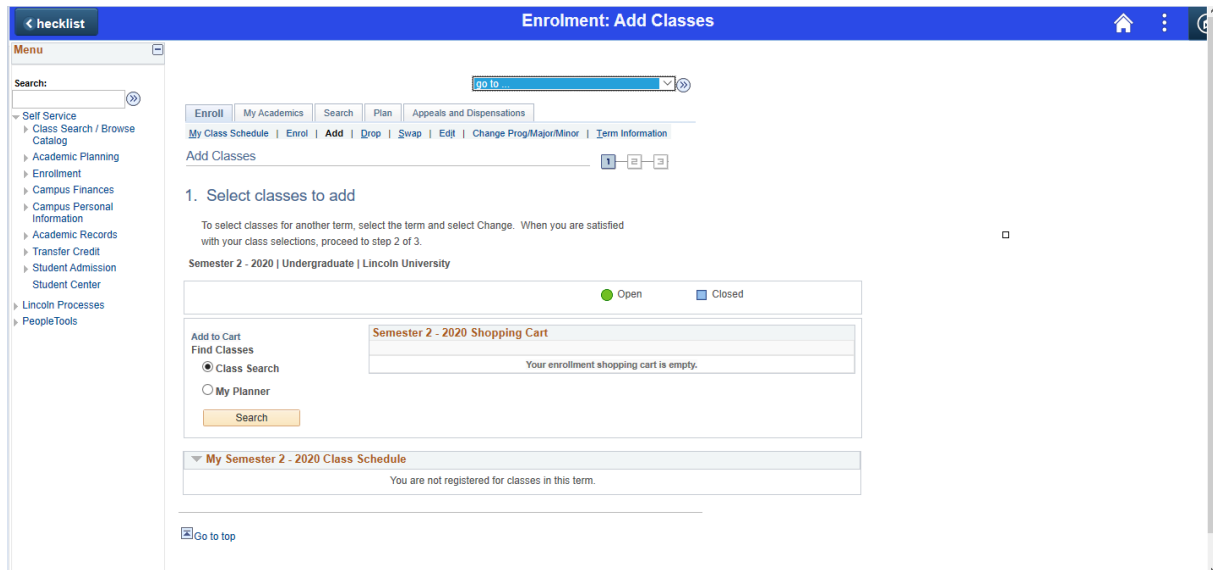 hecklist
Enrolment: Add Classes
Menu
Search:
Self Service
Class Search / Browse
Catalog
Academic Planning
Enrollment
Campus Finances
Campus Personal
Information
Academic Records
Transfer Credit
Student Admission
Student Center
Lincoln Processes
PeopleTools
go to ...
Enroll My Academics Search Plan Appeals and Dispensations
My Class Schedule | Enrol | Add | Drop | Swap | Edit | Change Prog/Major/Minor | Term Information
Add Classes
1 2 3
1. Select classes to add
To select classes for another term, select the term and select Change. When you are satisfied
with your class selections, proceed to step 2 of 3.
Semester 2 - 2020 | Undergraduate | Lincoln University
Open Closed
Add to Cart
Find Classes
Class Search
My Planner
Search
Semester 2 - 2020 Shopping Cart
Your enrollment shopping cart is empty.
My Semester 2 - 2020 Class Schedule
You are not registered for classes in this term.
Go to top